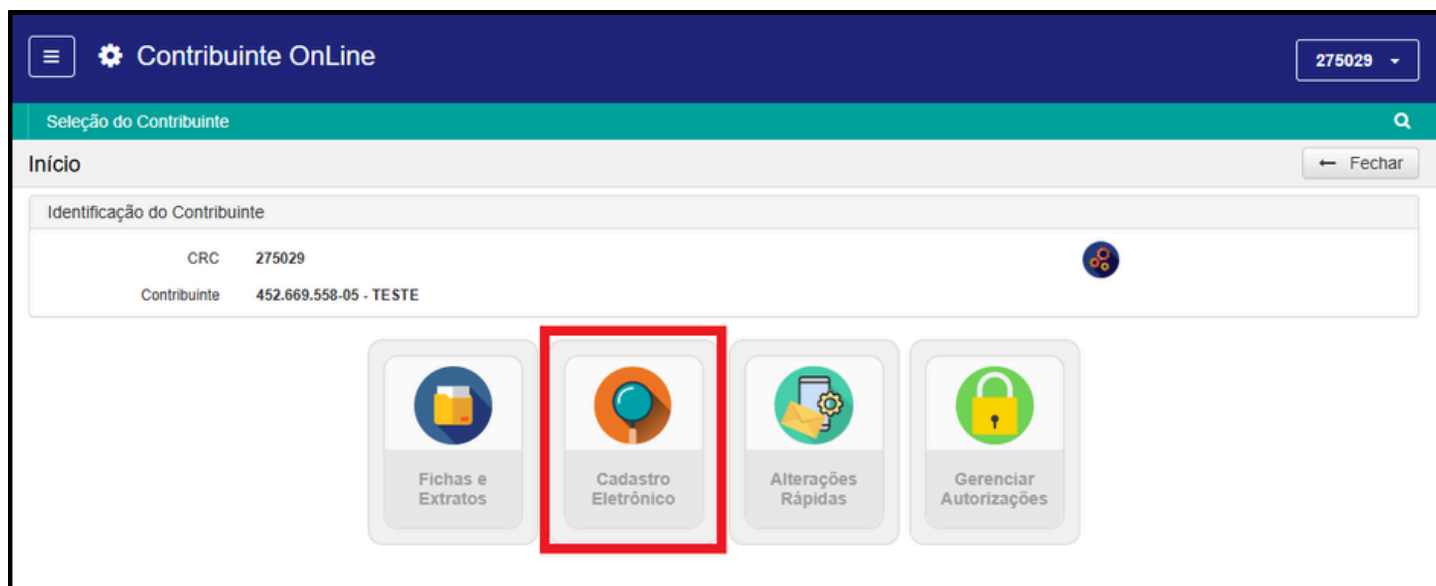 Contribuinte OnLine
275029
Seleção do Contribuinte
Início
Fechar
Identificação do Contribuinte
CRC 275029
Contribuinte 452.669.558-05 - TESTE
Fichas e
Extratos
Cadastro
Eletrônico
Alterações
Rápidas
Gerenciar
Autorizações